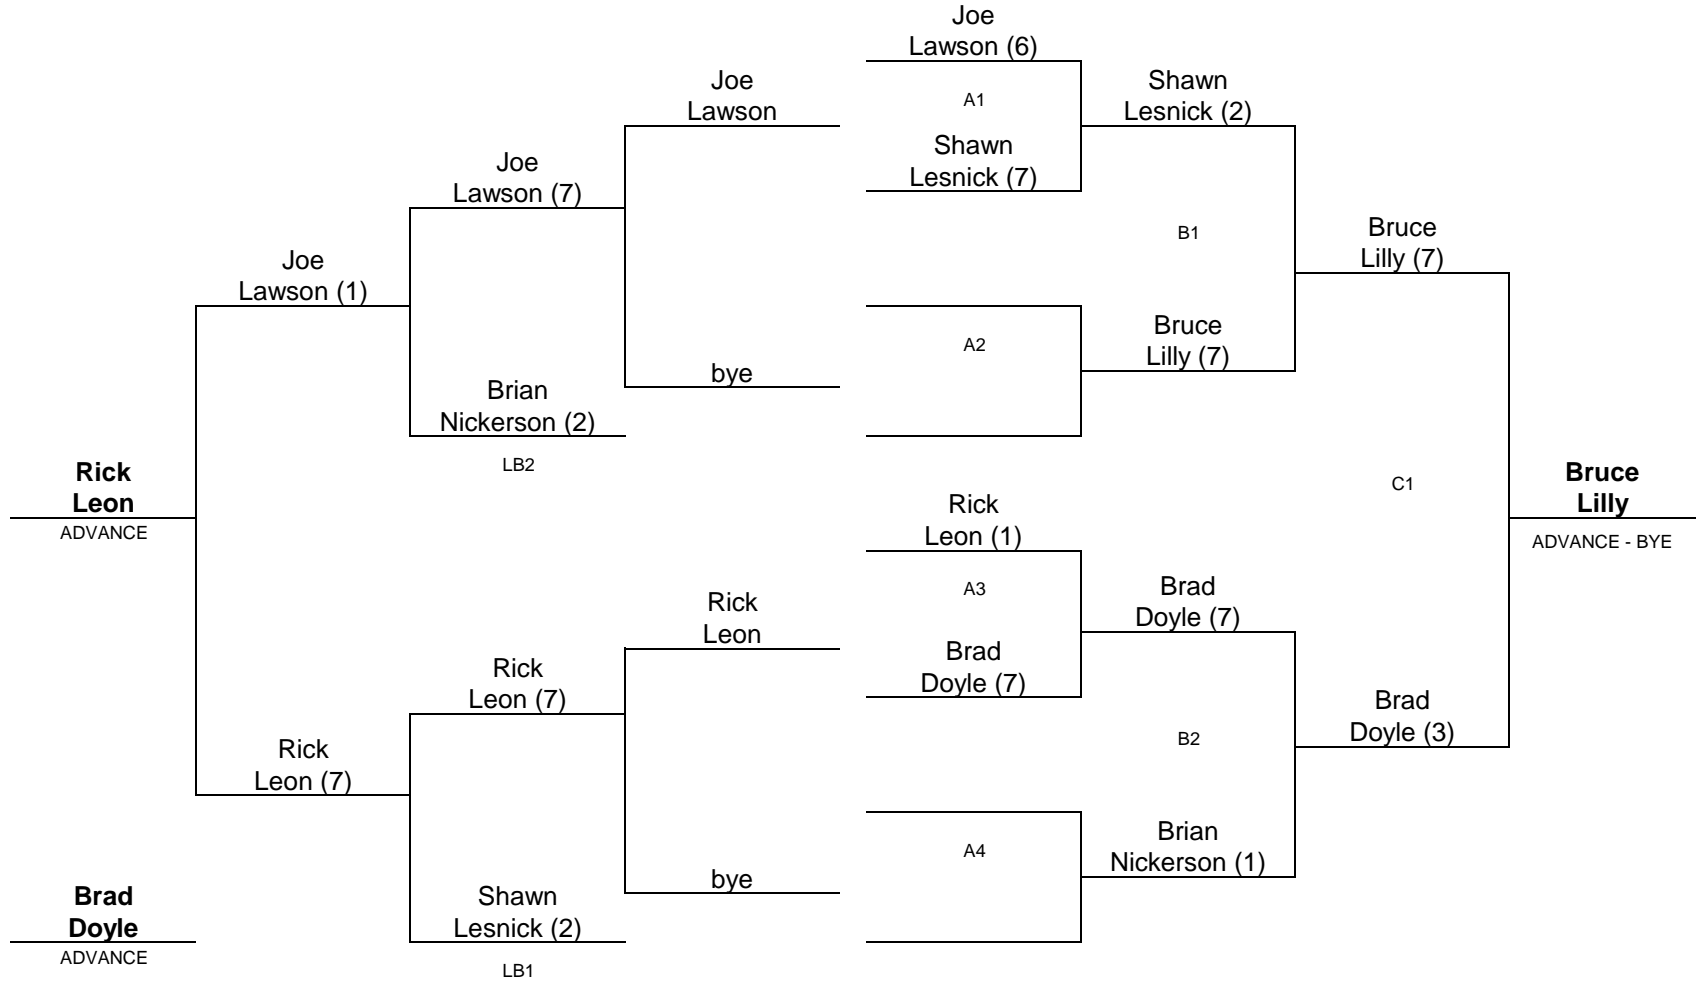 Joe
Lawson (6)
A1
Shawn
Lesnick (7)
Shawn
Lesnick (2)
B1
A2
Bruce
Lilly (7)
Bruce
Lilly (7)
Joe
Lawson
bye
Joe
Lawson (7)
Brian
Nickerson (2)
LB2
Joe
Lawson (1)
Rick
Leon
ADVANCE
C1
Bruce
Lilly
ADVANCE - BYE
Rick
Leon (1)
A3
Brad
Doyle (7)
Brad
Doyle (7)
B2
A4
Brian
Nickerson (1)
Brad
Doyle (3)
Rick
Leon
bye
Rick
Leon (7)
Shawn
Lesnick (2)
LB1
Rick
Leon (7)
Brad
Doyle
ADVANCE